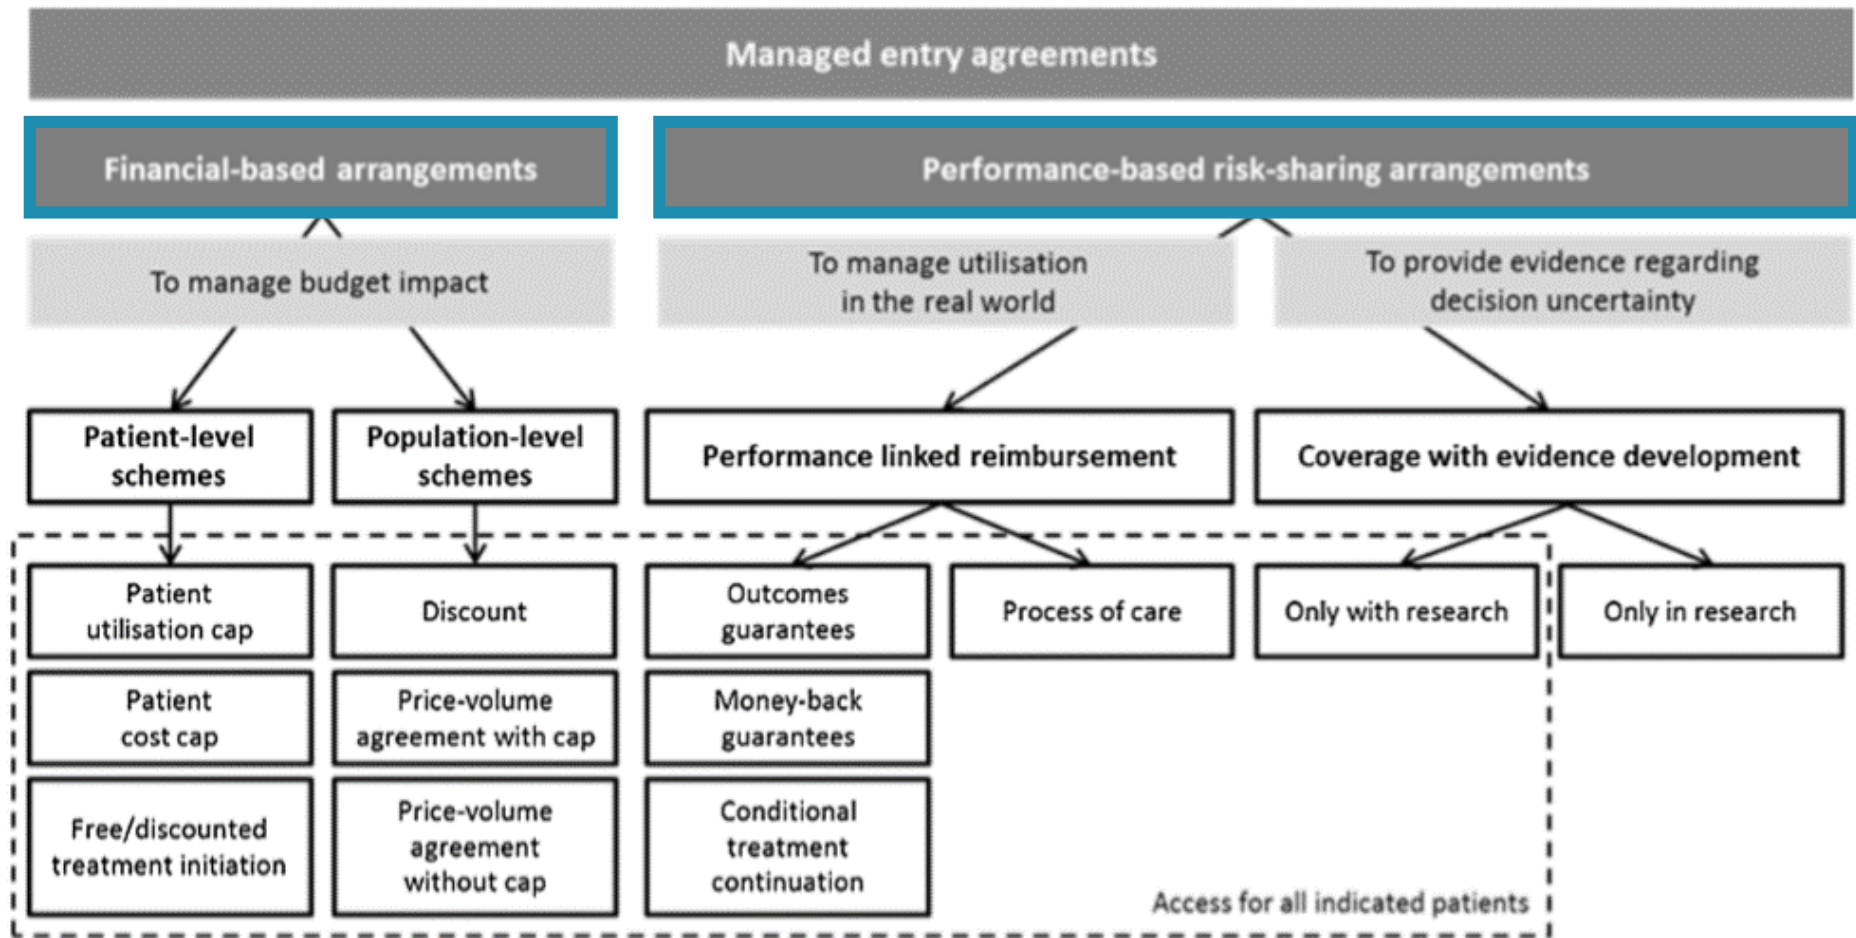 Managed entry agreements
Financial-based arrangements
Performance-based risk-sharing arrangements
To manage budget impact
To manage utilisation
in the real world
To provide evidence regarding
decision uncertainty
Patient-level
schemes
Population-level
schemes
Performance linked reimbursement
Coverage with evidence development
Patient
utilisation cap
Discount
Outcomes
guarantees
Process of care
Only with research
Only in research
Patient
cost cap
Price-volume
agreement with cap
Money-back
guarantees
Free/discounted
treatment initiation
Price-volume
agreement
without cap
Conditional
treatment
continuation
Access for all indicated patients